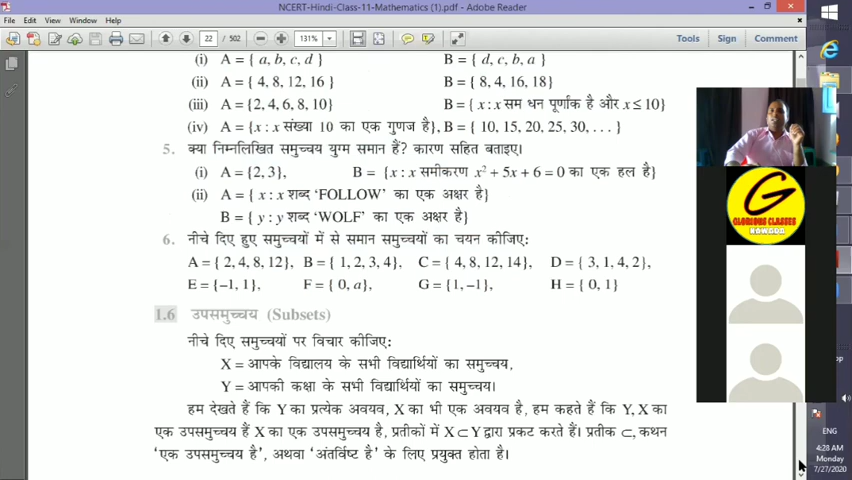 NCERT-Hindi-Class-11-Mathematics (1).pdf - Adobe Reader
File Edit View Window Help
22 / 502 131% Tools Sign Comment
(i) A = { a, b, c, d } B = { d, c, b, a }
(ii) A = { 4, 8, 12, 16 } B = { 8, 4, 16, 18}
(iii) A = {2, 4, 6, 8, 10} B = { x : x सम धन पूर्णांक है और x ≤ 10}
(iv) A = {x : x संख्या 10 का एक गुणज है}, B = { 10, 15, 20, 25, 30, . . . }
5. क्या निम्नलिखित समुच्चय युग्म समान हैं? कारण सहित बताइए।
(i) A = {2, 3}, B = {x : x समीकरण x² + 5x + 6 = 0 का एक हल है}
(ii) A = { x : x शब्द ‘FOLLOW’ का एक अक्षर है}
B = { y : y शब्द ‘WOLF’ का एक अक्षर है}
6. नीचे दिए हुए समुच्चयों में से समान समुच्चयों का चयन कीजिए:
A = { 2, 4, 8, 12}, B = { 1, 2, 3, 4}, C = { 4, 8, 12, 14}, D = { 3, 1, 4, 2},
E = {–1, 1}, F = { 0, a}, G = {1, –1}, H = { 0, 1}
1.6 उपसमुच्चय (Subsets)
नीचे दिए समुच्चयों पर विचार कीजिए:
X = आपके विद्यालय के सभी विद्यार्थियों का समुच्चय,
Y = आपकी कक्षा के सभी विद्यार्थियों का समुच्चय।
हम देखते हैं कि Y का प्रत्येक अवयव, X का भी एक अवयव है, हम कहते हैं कि Y, X का
एक उपसमुच्चय हैं X का एक उपसमुच्चय है, प्रतीकों में X ⊂ Y द्वारा प्रकट करते हैं। प्रतीक ⊂, कथन
‘एक उपसमुच्चय है’, अथवा ‘अंतर्विष्ट है’ के लिए प्रयुक्त होता है।
G
GLORIOUS CLASSES
NAWADA
ENG
4:28 AM
Monday
7/27/2020